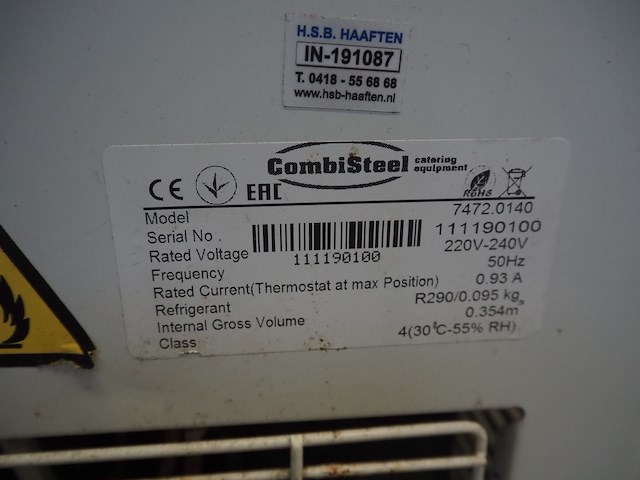 H.S.B. HAAFTEN
IN-191087
T. 0418 - 55 68 68
www.hsb-haaften.nl
CombiSteel catering equipment
CE EAC RoHS
Model 7472.0140
Serial No. 111190100 111190100
Rated Voltage 220V-240V
Frequency 50Hz
Rated Current(Thermostat at max Position) 0.93 A
Refrigerant R290/0.095 kg
Internal Gross Volume 0.354m³
Class 4(30°C-55% RH)